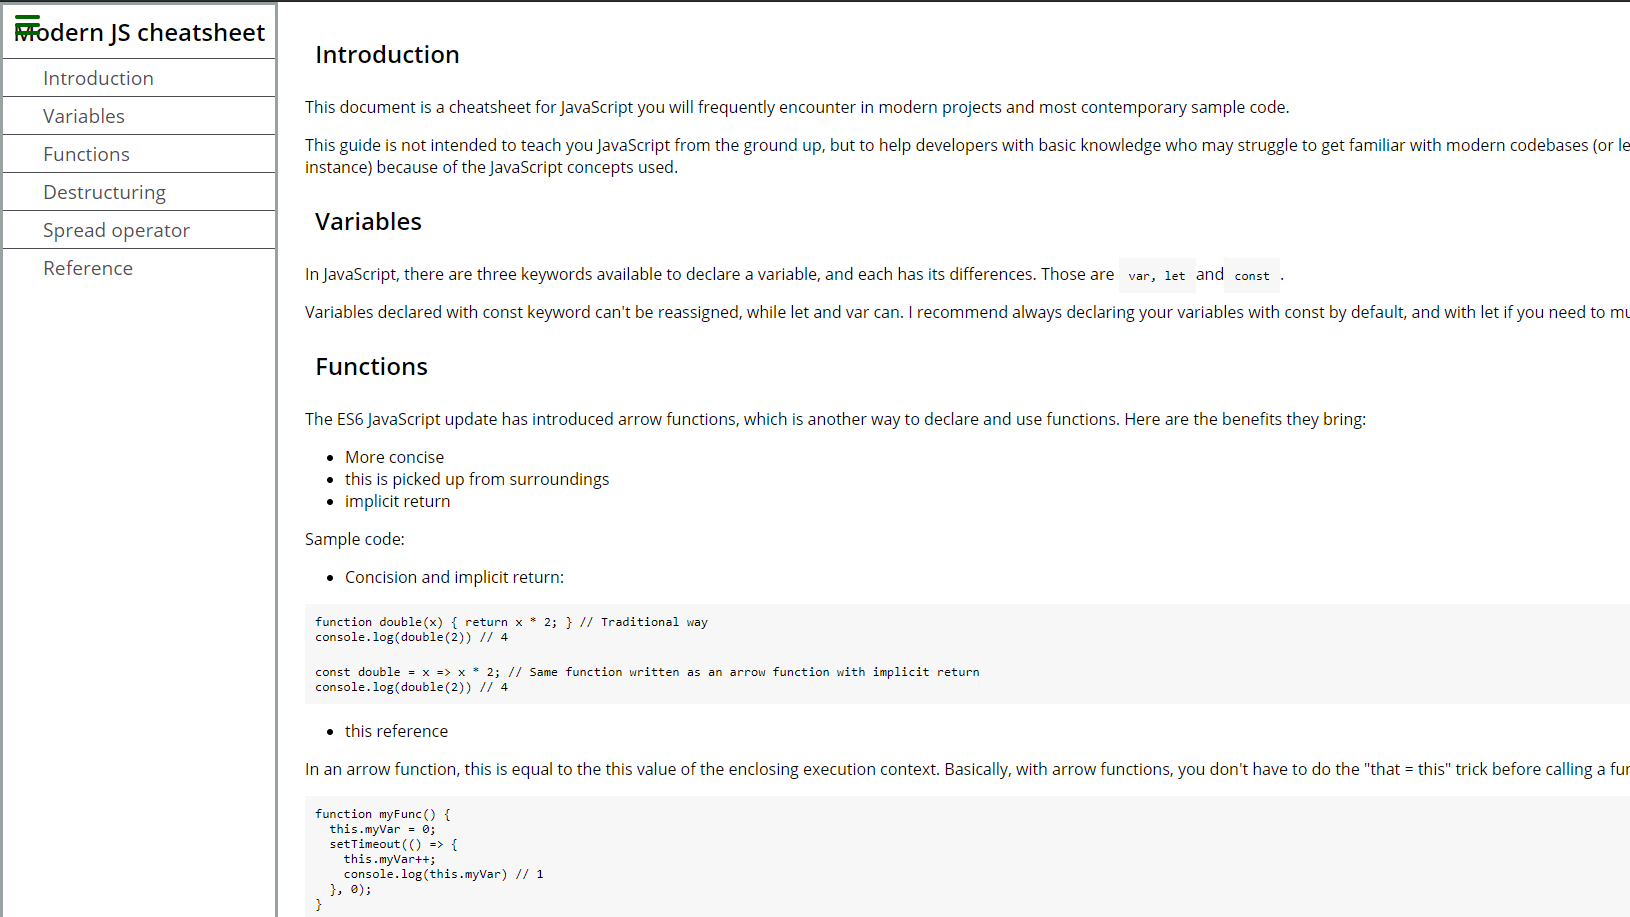 Modern JS cheatsheet
Introduction
Variables
Functions
Destructuring
Spread operator
Reference
Introduction
This document is a cheatsheet for JavaScript you will frequently encounter in modern projects and most contemporary sample code.
This guide is not intended to teach you JavaScript from the ground up, but to help developers with basic knowledge who may struggle to get familiar with modern codebases (or le
instance) because of the JavaScript concepts used.
Variables
In JavaScript, there are three keywords available to declare a variable, and each has its differences. Those are var, let and const .
Variables declared with const keyword can't be reassigned, while let and var can. I recommend always declaring your variables with const by default, and with let if you need to mu
Functions
The ES6 JavaScript update has introduced arrow functions, which is another way to declare and use functions. Here are the benefits they bring:
• More concise
• this is picked up from surroundings
• implicit return
Sample code:
• Concision and implicit return:
function double(x) { return x * 2; } // Traditional way
console.log(double(2)) // 4
const double = x => x * 2; // Same function written as an arrow function with implicit return
console.log(double(2)) // 4
• this reference
In an arrow function, this is equal to the this value of the enclosing execution context. Basically, with arrow functions, you don't have to do the "that = this" trick before calling a fun
function myFunc() {
  this.myVar = 0;
  setTimeout(() => {
    this.myVar++;
    console.log(this.myVar) // 1
  }, 0);
}